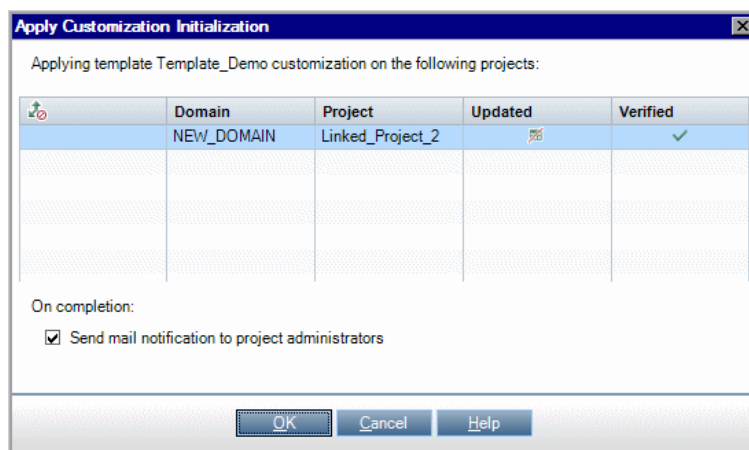 Apply Customization Initialization
Applying template Template_Demo customization on the following projects:
Domain Project Updated Verified
NEW_DOMAIN Linked_Project_2
On completion:
Send mail notification to project administrators
OK Cancel Help